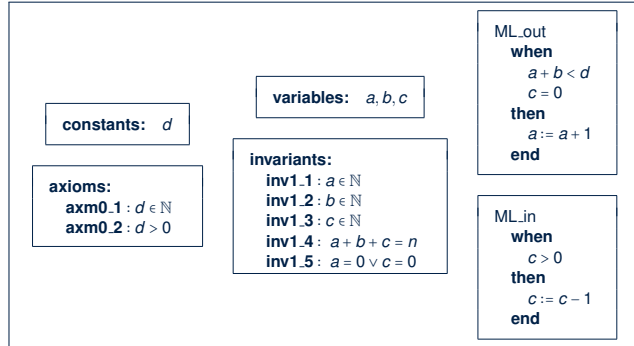 constants: d
axioms:
axm0_1 : d ∈ ℕ
axm0_2 : d > 0
variables: a, b, c
invariants:
inv1_1 : a ∈ ℕ
inv1_2 : b ∈ ℕ
inv1_3 : c ∈ ℕ
inv1_4 : a + b + c = n
inv1_5 : a = 0 ∨ c = 0
ML_out
when
a + b < d
c = 0
then
a := a + 1
end
ML_in
when
c > 0
then
c := c − 1
end